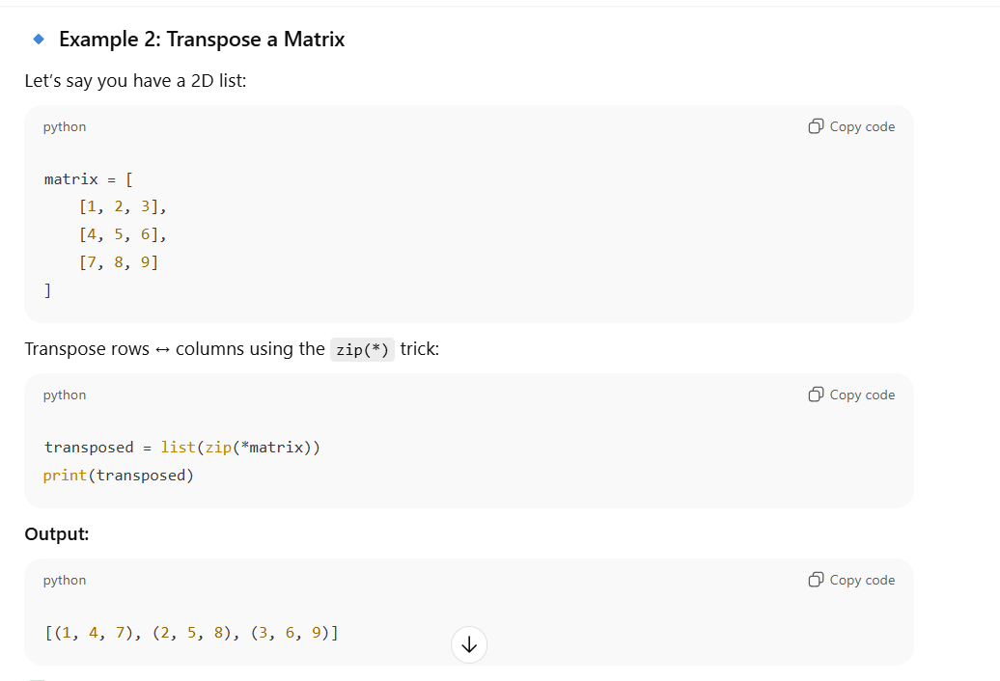 Example 2: Transpose a Matrix
Let's say you have a 2D list:
python
Copy code
matrix = [
    [1, 2, 3],
    [4, 5, 6],
    [7, 8, 9]
]
Transpose rows ↔ columns using the zip(*) trick:
python
Copy code
transposed = list(zip(*matrix))
print(transposed)
Output:
python
Copy code
[(1, 4, 7), (2, 5, 8), (3, 6, 9)]